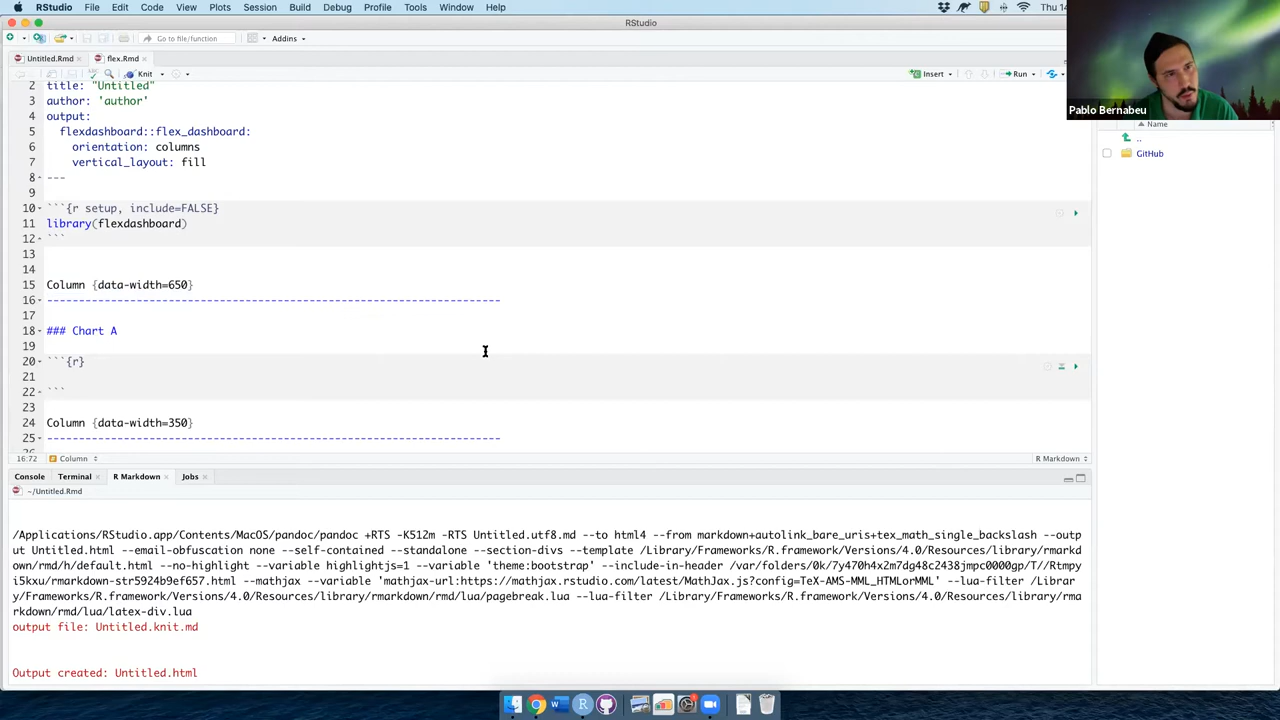 RStudio File Edit Code View Plots Session Build Debug Profile Tools Window Help Thu 14
RStudio
Go to file/function Addins
Untitled.Rmd flex.Rmd
Knit Insert Run
2 title: "Untitled"
3 author: 'author'
4 output:
5 flexdashboard::flex_dashboard:
6 orientation: columns
7 vertical_layout: fill
8 ---
9
10 ```{r setup, include=FALSE}
11 library(flexdashboard)
12 ```
13
14
15 Column {data-width=650}
16 -----------------------------------------------------------------------
17
18 ### Chart A
19
20 ```{r}
21
22 ```
23
24 Column {data-width=350}
25 -----------------------------------------------------------------------
16:72 Column R Markdown
Pablo Bernabeu
Name
..
GitHub
Console Terminal R Markdown Jobs
~/Untitled.Rmd
/Applications/RStudio.app/Contents/MacOS/pandoc/pandoc +RTS -K512m -RTS Untitled.utf8.md --to html4 --from markdown+autolink_bare_uris+tex_math_single_backslash --outp
ut Untitled.html --email-obfuscation none --self-contained --standalone --section-divs --template /Library/Frameworks/R.framework/Versions/4.0/Resources/library/rmarkd
own/rmd/h/default.html --no-highlight --variable highlightjs=1 --variable 'theme:bootstrap' --include-in-header /var/folders/0k/7y470h4x2m7dg48c2438jmpc0000gp/T//Rtmpy
i5kxu/rmarkdown-str5924b9ef657.html --mathjax --variable 'mathjax-url:https://mathjax.rstudio.com/latest/MathJax.js?config=TeX-AMS-MML_HTMLorMML' --lua-filter /Librar
y/Frameworks/R.framework/Versions/4.0/Resources/library/rmarkdown/rmd/lua/pagebreak.lua --lua-filter /Library/Frameworks/R.framework/Versions/4.0/Resources/library/rma
rkdown/rmd/lua/latex-div.lua
output file: Untitled.knit.md
Output created: Untitled.html